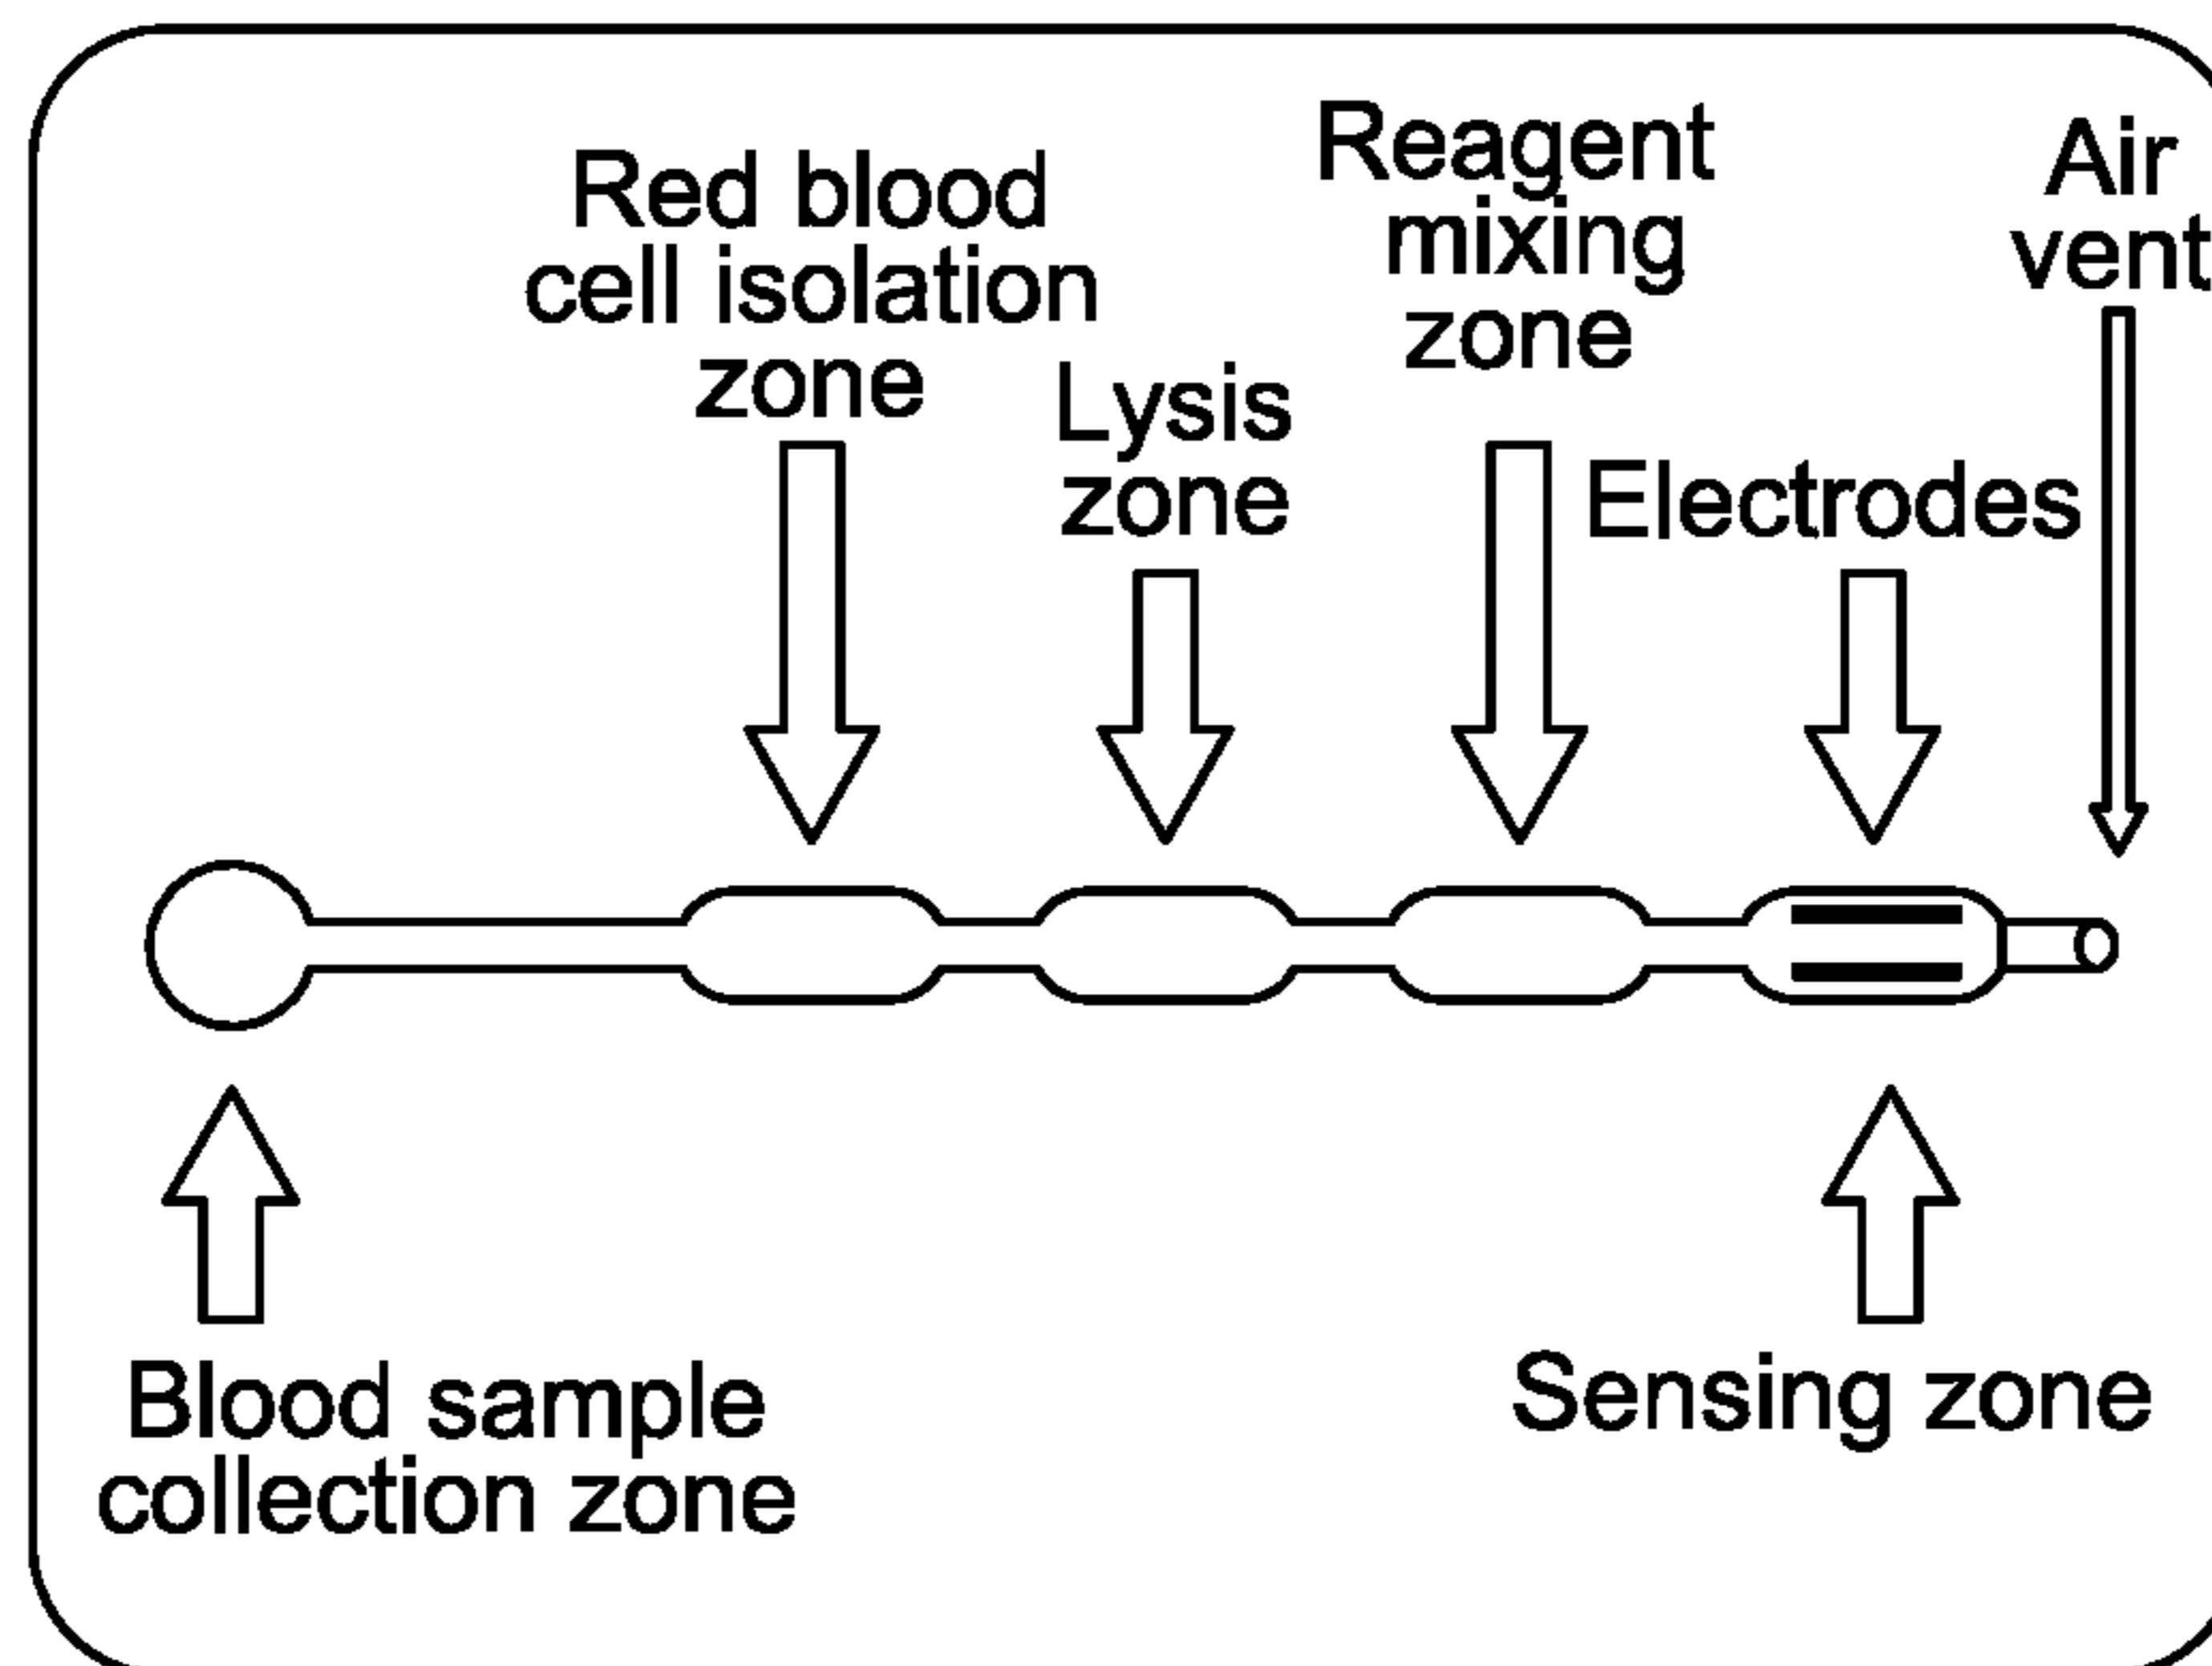 Red blood
cell isolation
zone
Lysis
zone
Reagent
mixing
zone
Electrodes
Air
vent
Blood sample
collection zone
Sensing zone